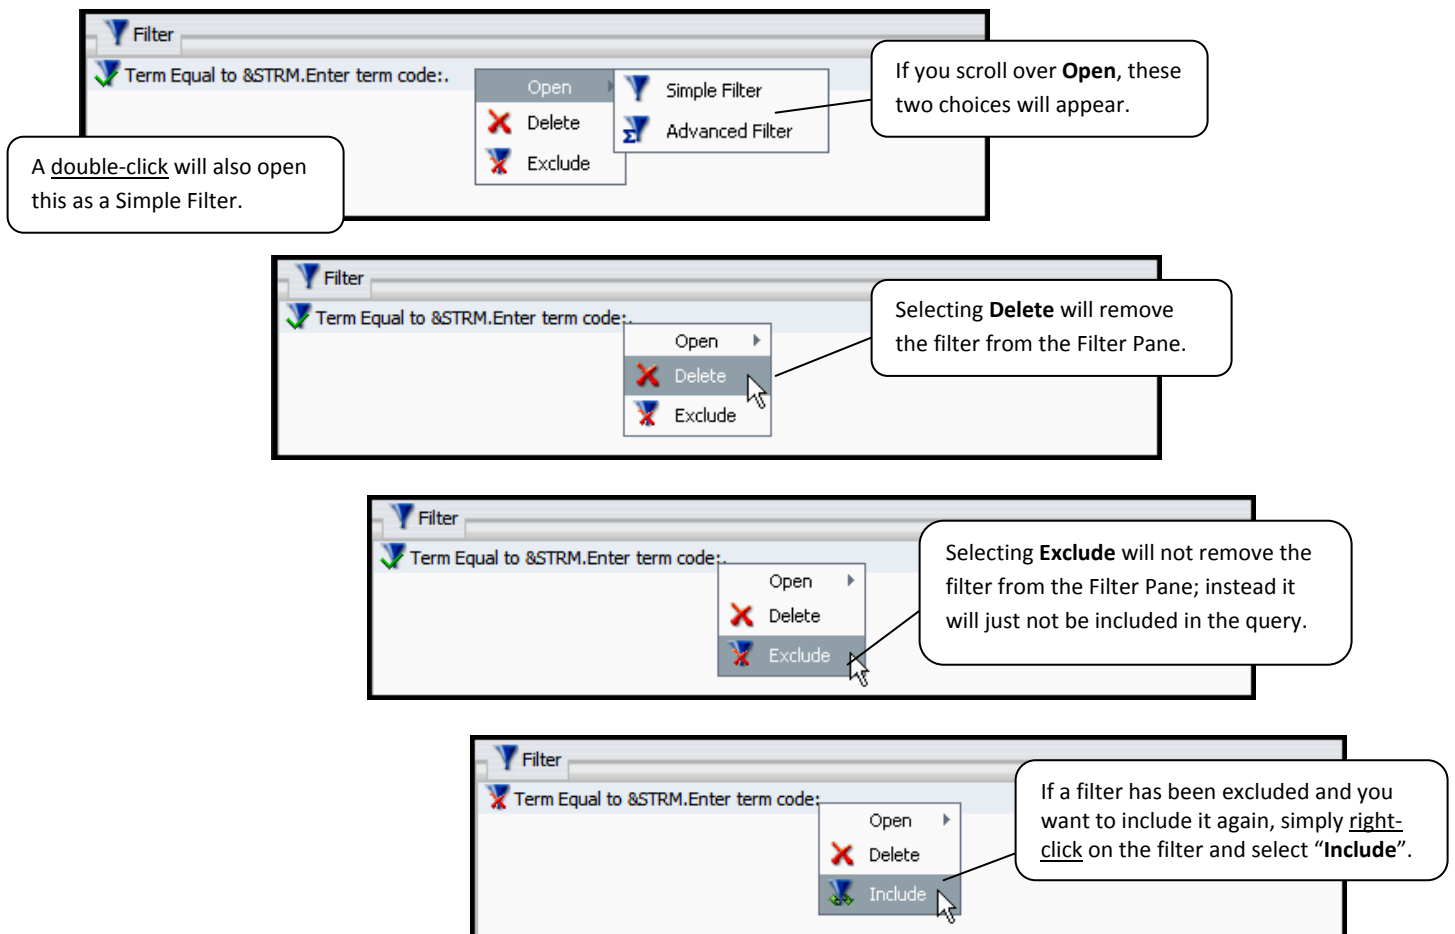 Filter
Term Equal to &STRM.Enter term code:.
Open
Delete
Exclude
Simple Filter
Advanced Filter
If you scroll over Open, these
two choices will appear.
A double-click will also open
this as a Simple Filter.
Filter
Term Equal to &STRM.Enter term code:.
Open
Delete
Exclude
Selecting Delete will remove
the filter from the Filter Pane.
Filter
Term Equal to &STRM.Enter term code:.
Open
Delete
Exclude
Selecting Exclude will not remove the
filter from the Filter Pane; instead it
will just not be included in the query.
Filter
Term Equal to &STRM.Enter term code:
Open
Delete
Include
If a filter has been excluded and you
want to include it again, simply right-
click on the filter and select “Include”.